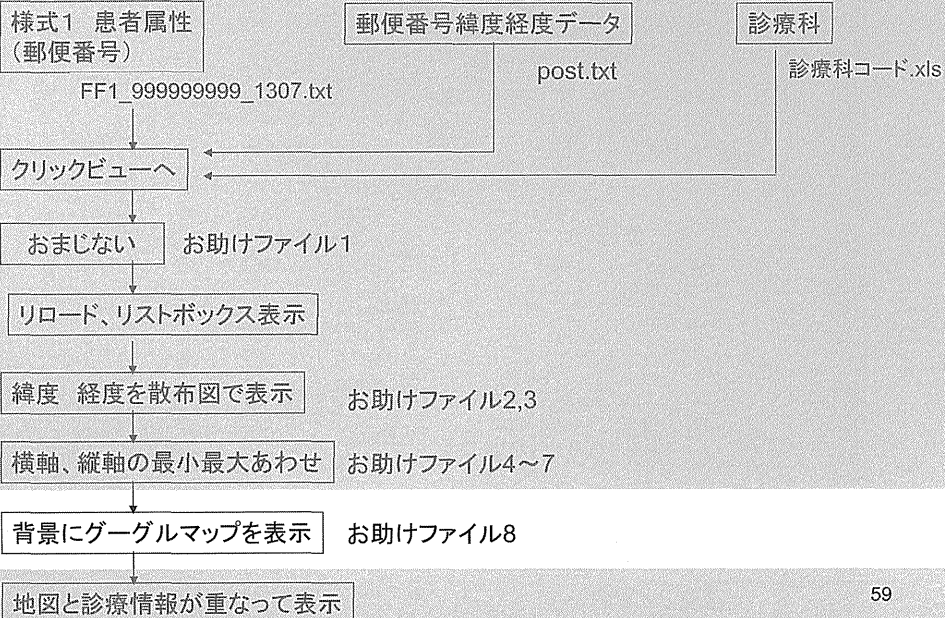 様式1 患者属性
(郵便番号)
郵便番号緯度経度データ
診療科
post.txt
診療科コード.xls
FF1_999999999_1307.txt
クリックビューへ
おまじない
お助けファイル1
リロード、リストボックス表示
緯度 経度を散布図で表示
お助けファイル2,3
横軸、縦軸の最小最大あわせ
お助けファイル4~7
背景にグーグルマップを表示
お助けファイル8
地図と診療情報が重なって表示
59